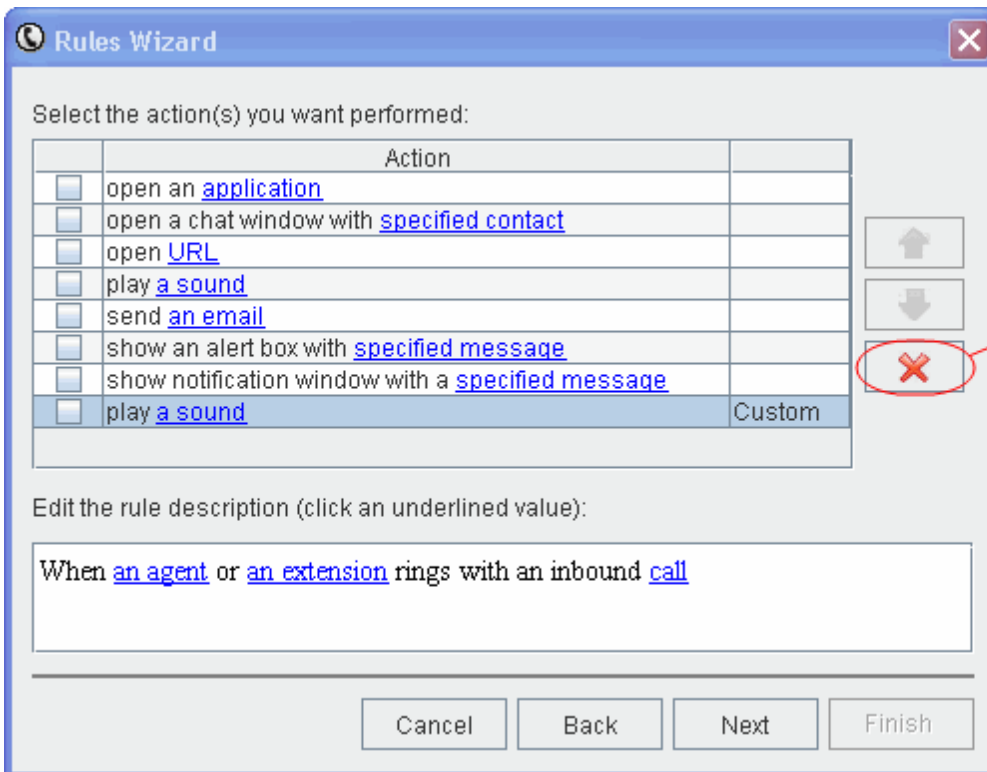 Rules Wizard
Select the action(s) you want performed:
Action
open an application
open a chat window with specified contact
open URL
play a sound
send an email
show an alert box with specified message
show notification window with a specified message
play a sound Custom
Edit the rule description (click an underlined value):
When an agent or an extension rings with an inbound call
Cancel Back Next Finish